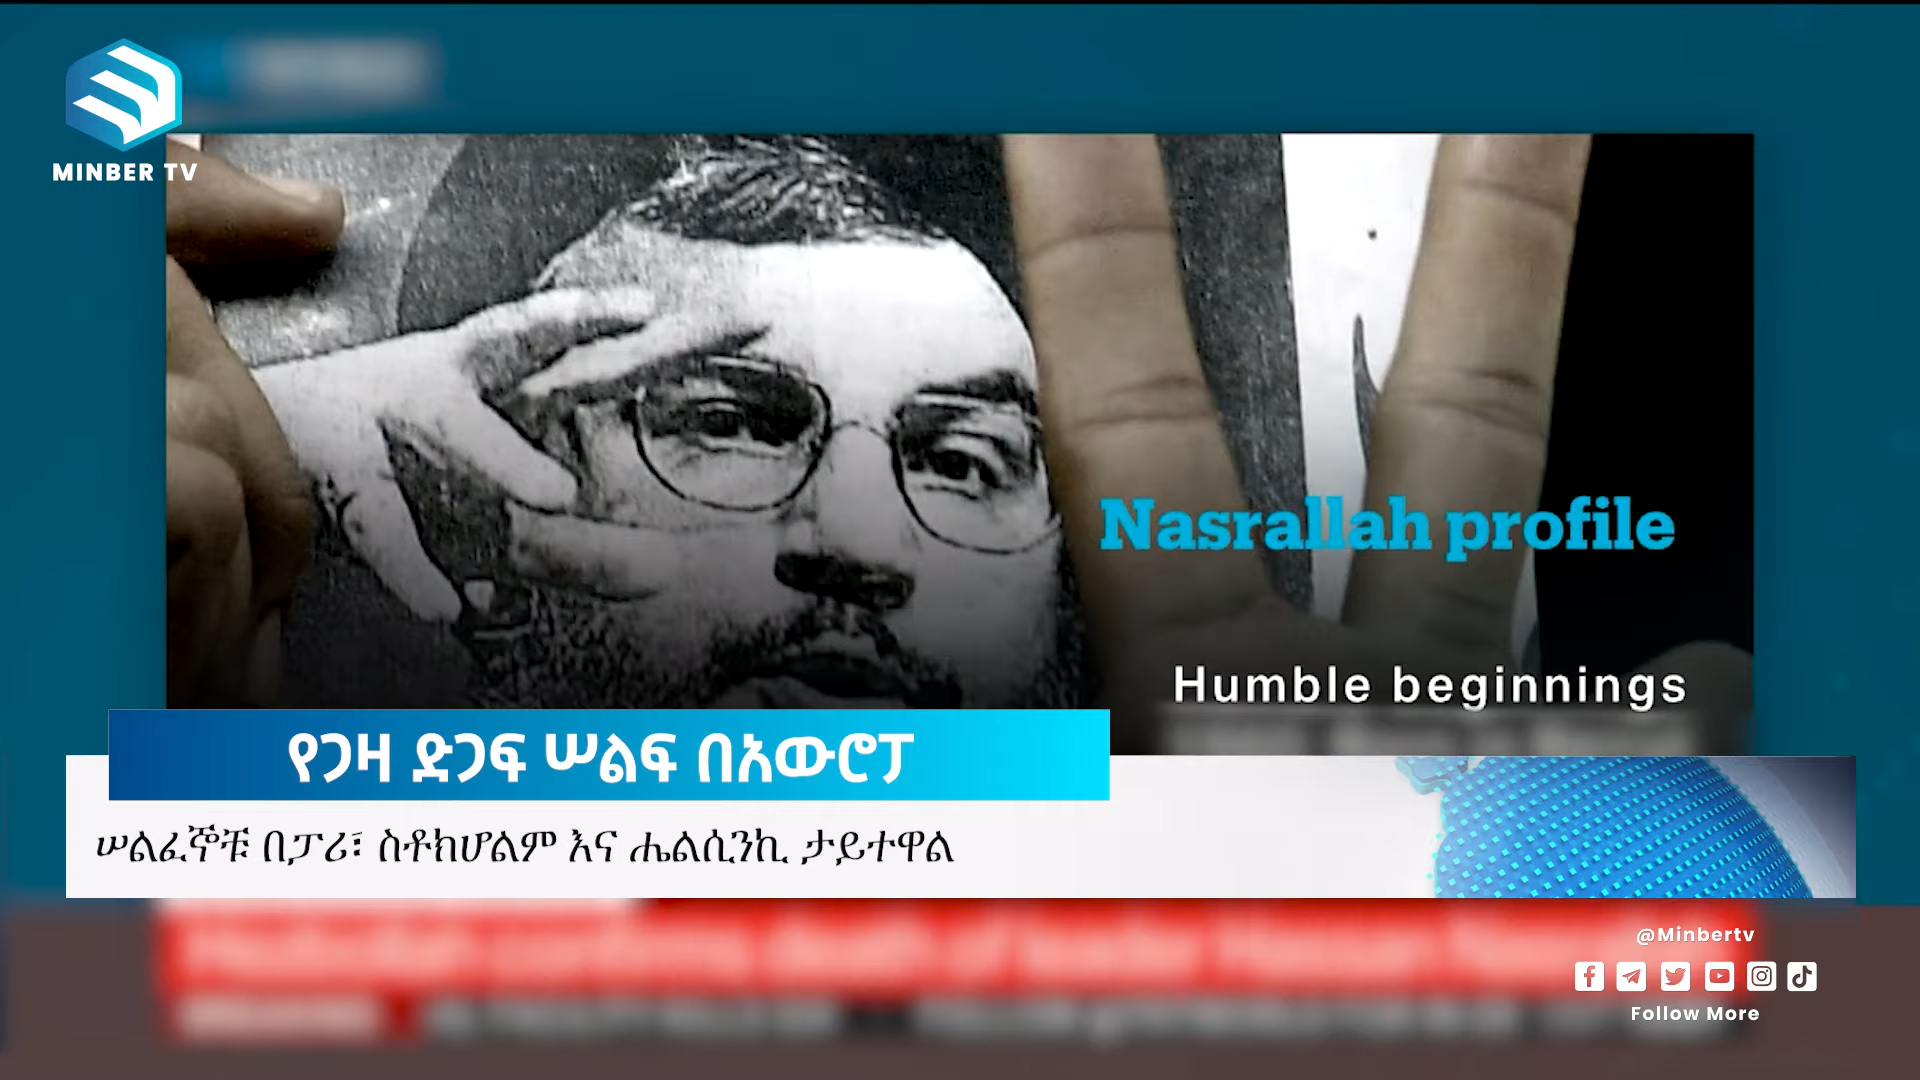 MINBER TV
Nasrallah profile
Humble beginnings
የጋዛ ድጋፍ ሠልፍ በአውሮፓ
ሠልፈኞቹ በፓሪ፣ ስቶክሆልም እና ሔልሲንኪ ታይተዋል
@Minbertv
Follow More